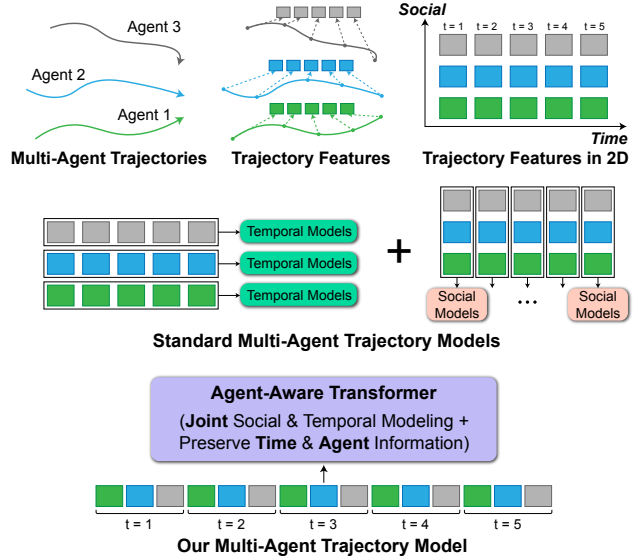 Agent 3
Agent 2
Agent 1
Multi-Agent Trajectories
Trajectory Features
Social
t = 1 t = 2 t = 3 t = 4 t = 5
Time
Trajectory Features in 2D
Temporal Models
Temporal Models
Temporal Models
+
Social
Models
...
Social
Models
Standard Multi-Agent Trajectory Models
Agent-Aware Transformer
(Joint Social & Temporal Modeling +
Preserve Time & Agent Information)
t = 1 t = 2 t = 3 t = 4 t = 5
Our Multi-Agent Trajectory Model